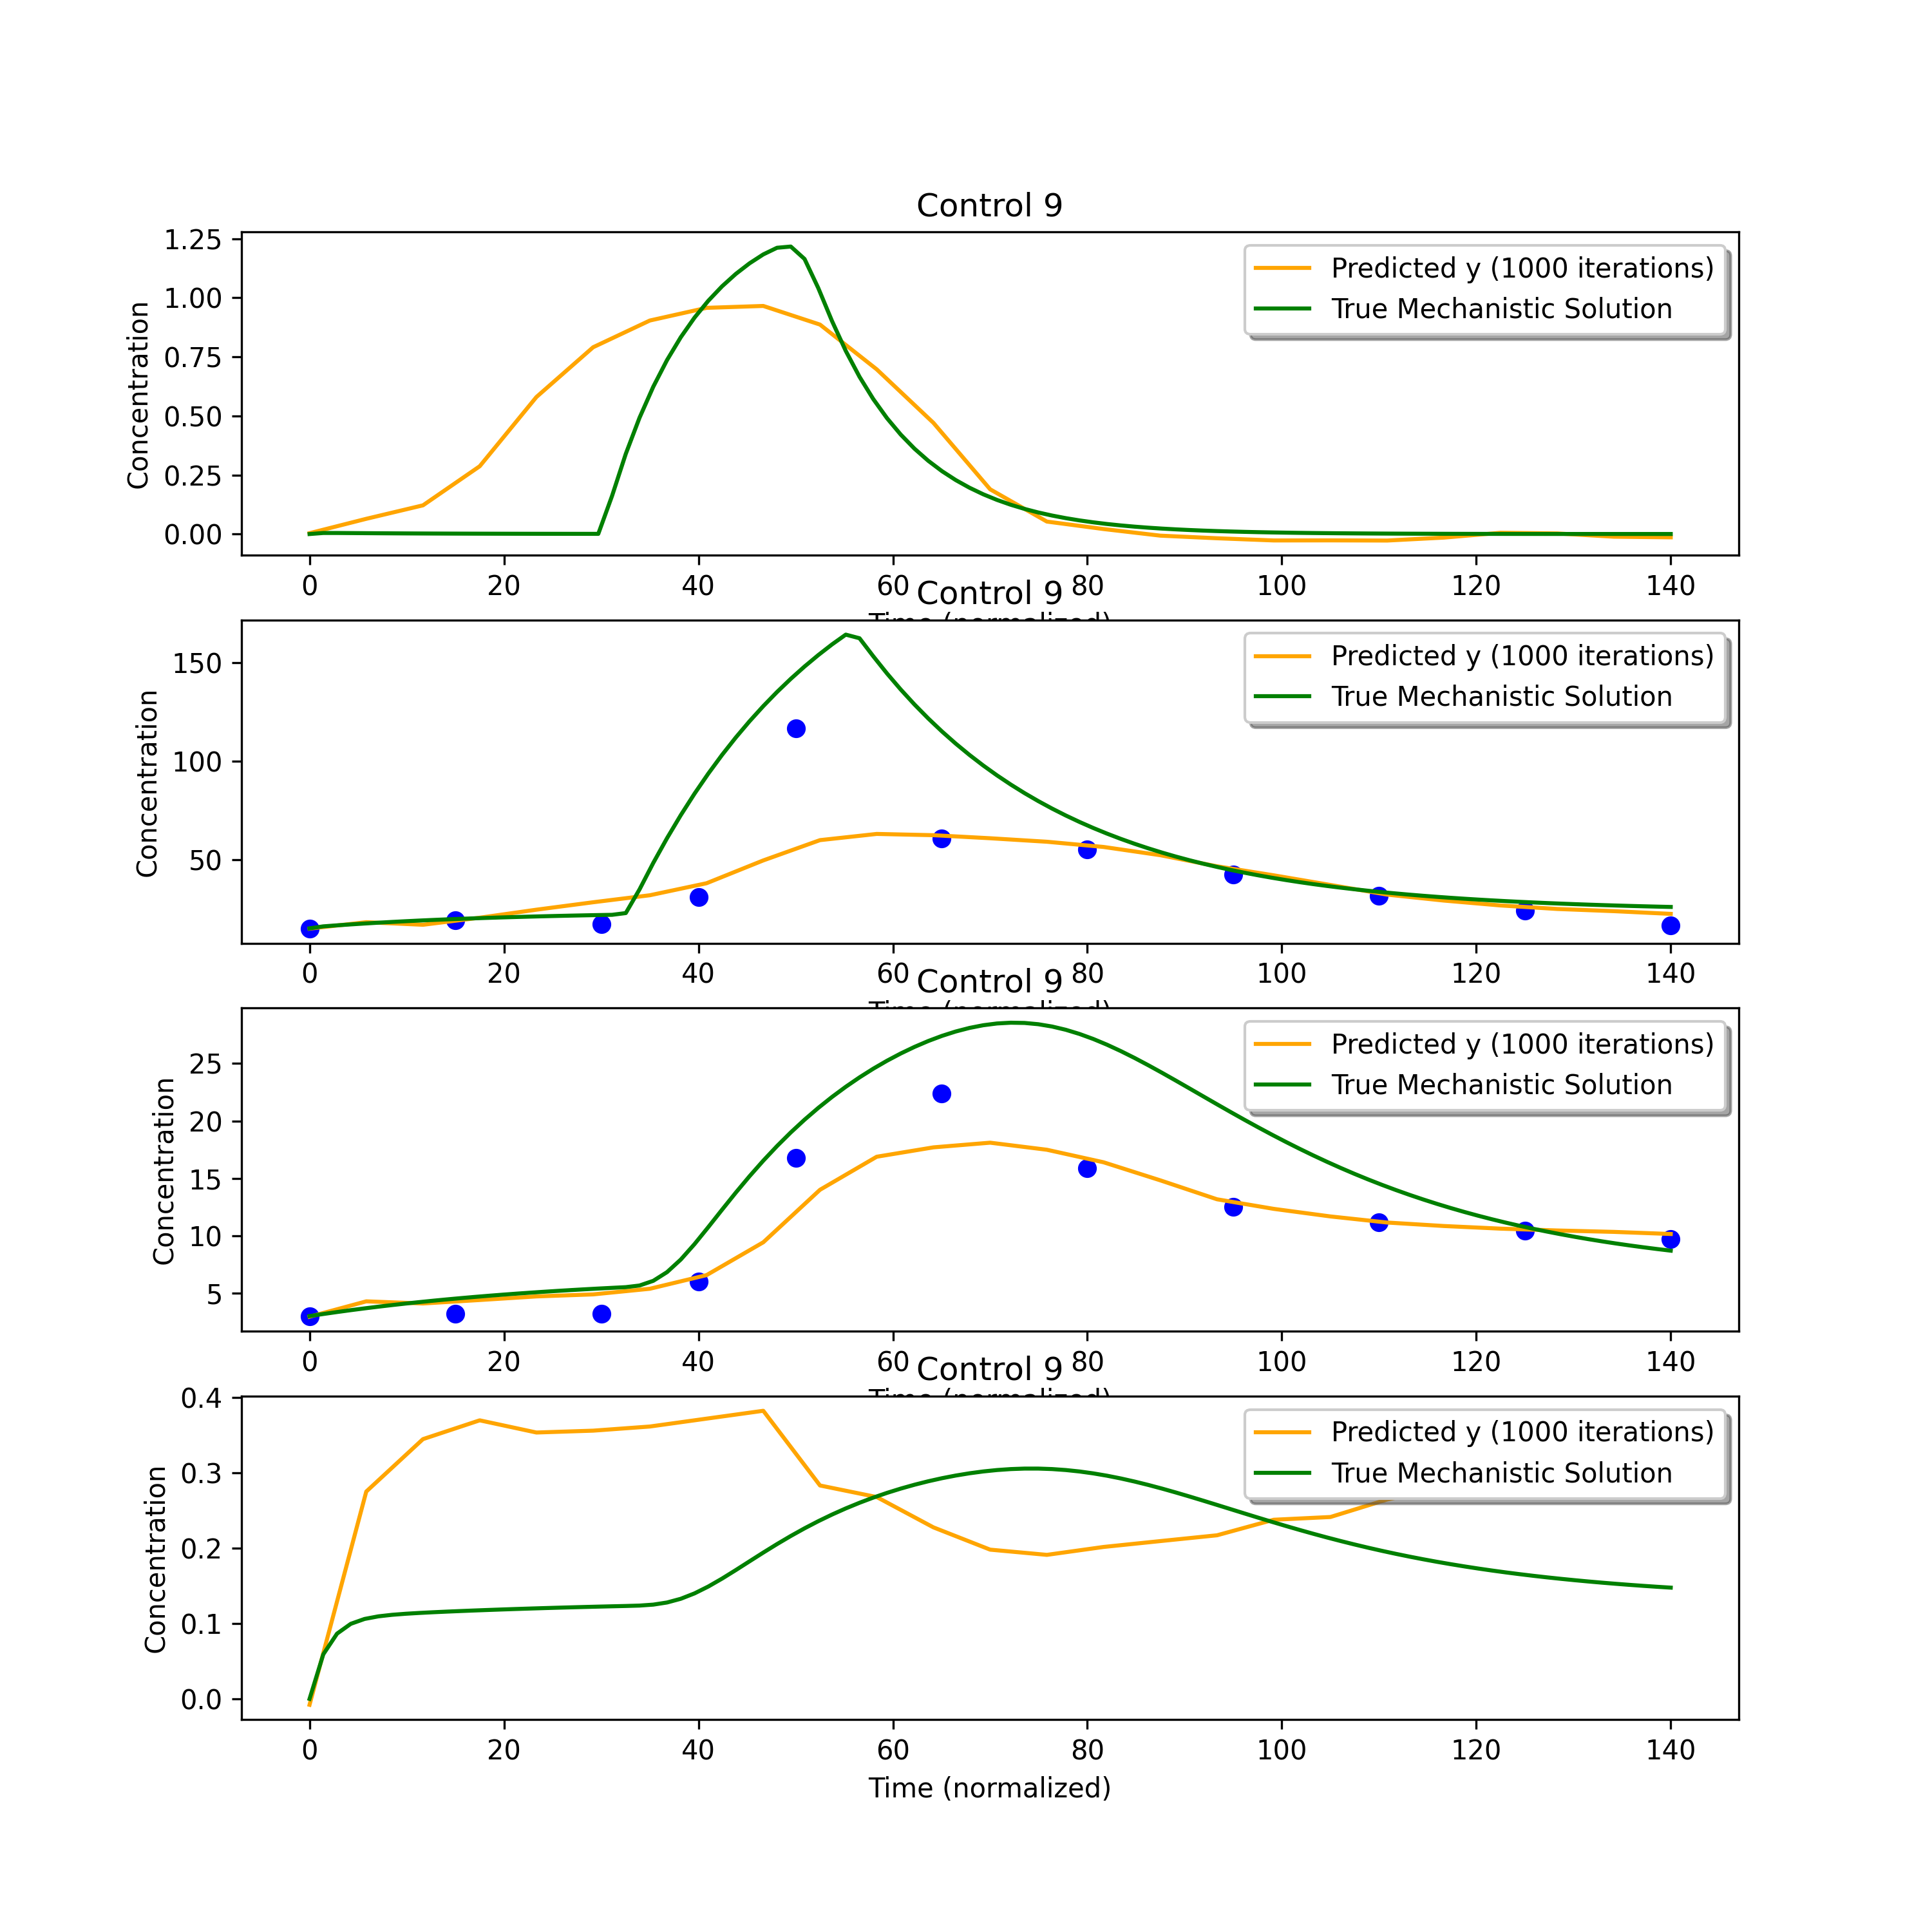 Control 9
Concentration
1.25
1.00
0.75
0.50
0.25
0.00
Predicted y (1000 iterations)
True Mechanistic Solution
0 20 40 60 80 100 120 140
Control 9
Concentration
150
100
50
Predicted y (1000 iterations)
True Mechanistic Solution
0 20 40 60 80 100 120 140
Control 9
Concentration
25
20
15
10
5
Predicted y (1000 iterations)
True Mechanistic Solution
0 20 40 60 80 100 120 140
Control 9
Concentration
0.4
0.3
0.2
0.1
0.0
Predicted y (1000 iterations)
True Mechanistic Solution
0 20 40 60 80 100 120 140
Time (normalized)